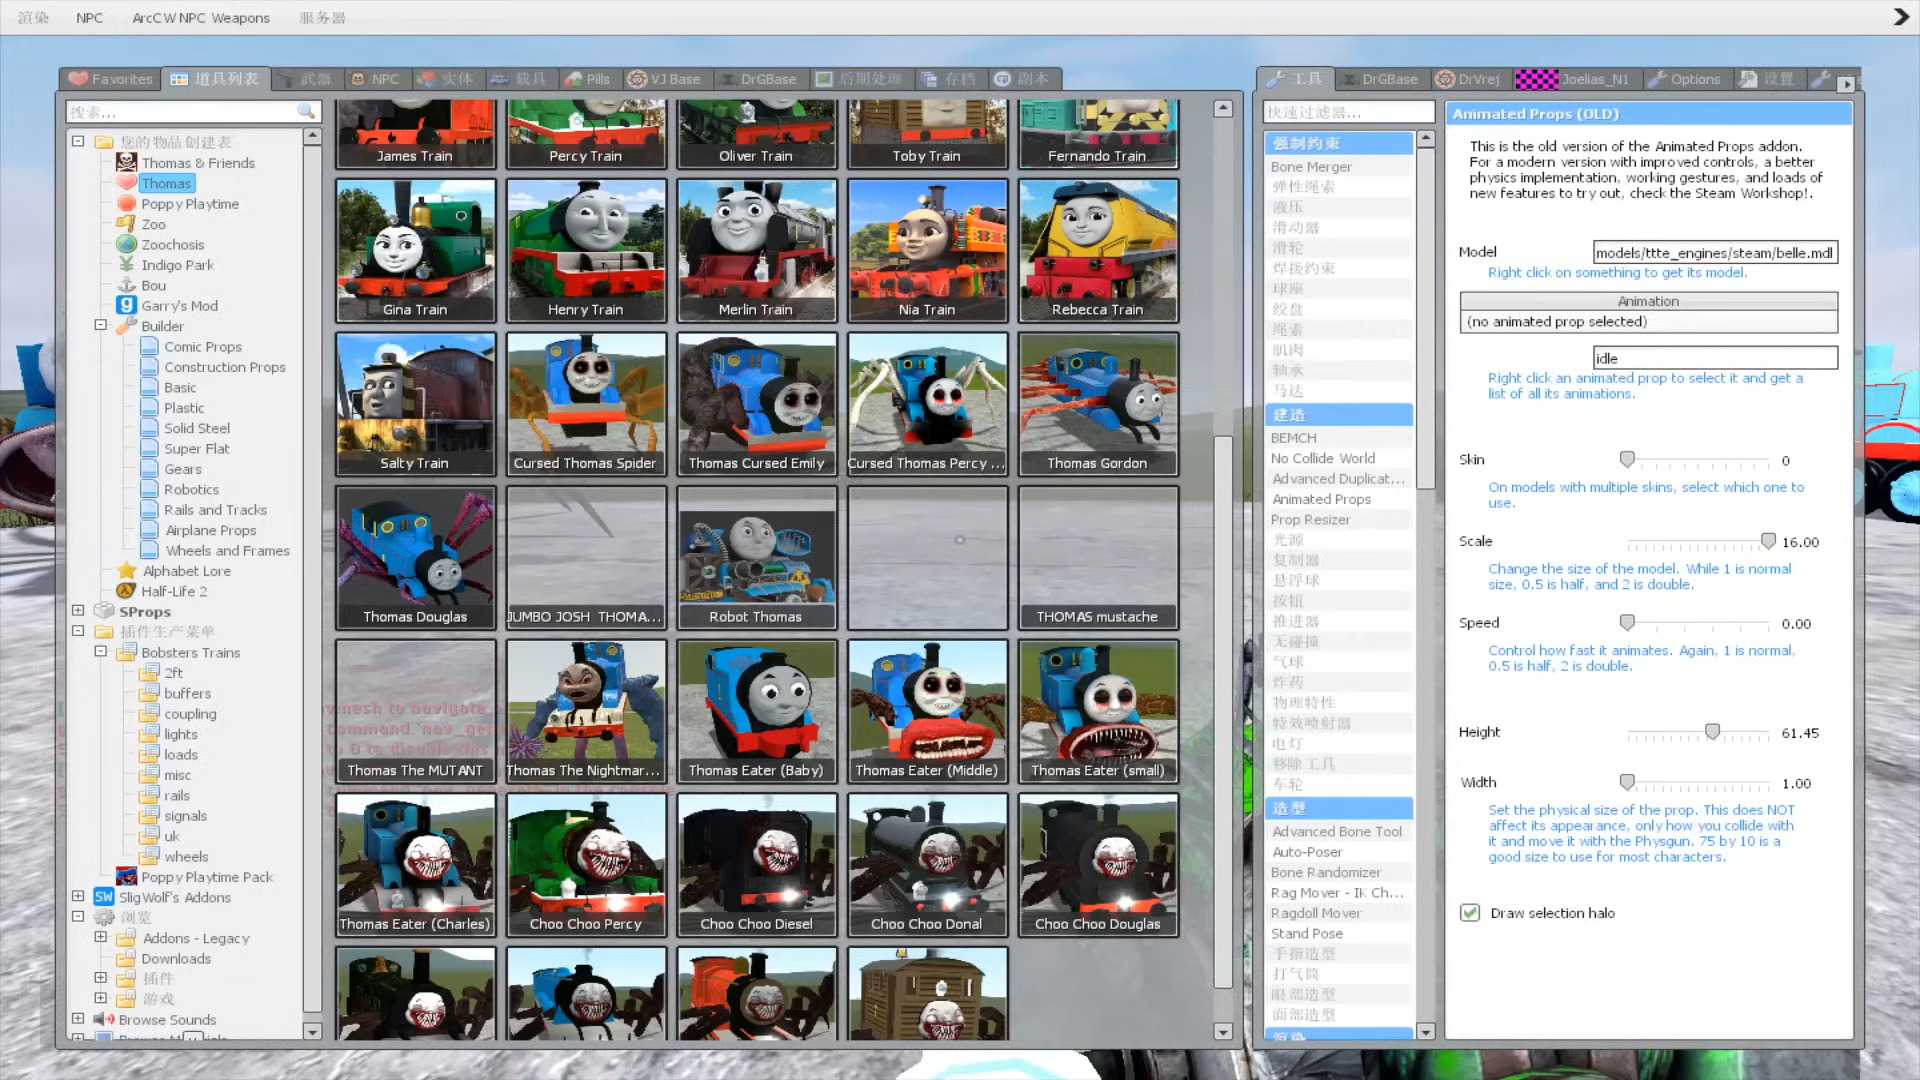 渲染 NPC ArcCW NPC Weapons 服务器
Favorites 道具列表 武器 NPC 实体 载具 Pills VJ Base DrGBase 后期处理 存档 副本
搜索...
您的物品创建表
Thomas & Friends
Thomas
Poppy Playtime
Zoo
Zoochosis
Indigo Park
Bou
Garry's Mod
Builder
Comic Props
Construction Props
Basic
Plastic
Solid Steel
Super Flat
Gears
Robotics
Rails and Tracks
Airplane Props
Wheels and Frames
Alphabet Lore
Half-Life 2
SProps
插件生产菜单
Bobsters Trains
2ft
buffers
coupling
lights
loads
misc
rails
signals
uk
wheels
Poppy Playtime Pack
SligWolf's Addons
浏览
Addons - Legacy
Downloads
插件
游戏
Browse Sounds
James Train Percy Train Oliver Train Toby Train Fernando Train
Gina Train Henry Train Merlin Train Nia Train Rebecca Train
Salty Train Cursed Thomas Spider Thomas Cursed Emily Cursed Thomas Percy ... Thomas Gordon
Thomas Douglas JUMBO JOSH THOMA... Robot Thomas THOMAS mustache
Thomas The MUTANT Thomas The Nightmar... Thomas Eater (Baby) Thomas Eater (Middle) Thomas Eater (small)
Thomas Eater (Charles) Choo Choo Percy Choo Choo Diesel Choo Choo Donal Choo Choo Douglas
工具 DrGBase DrVrej Joelias_N1 Options 设置
快速过滤器...
强制约束
Bone Merger
弹性绳索
液压
滑动器
滑轮
焊接约束
球座
绞盘
绳索
肌肉
轴承
马达
建造
BEMCH
No Collide World
Advanced Duplicat...
Animated Props
Prop Resizer
光源
复制器
悬浮球
按钮
推进器
无碰撞
气球
炸药
物理特性
特效喷射器
电灯
移除工具
车轮
造型
Advanced Bone Tool
Auto-Poser
Bone Randomizer
Rag Mover - IK Ch...
Ragdoll Mover
Stand Pose
手指造型
打气筒
眼部造型
面部造型
渲染
Animated Props (OLD)
This is the old version of the Animated Props addon.
For a modern version with improved controls, a better
physics implementation, working gestures, and loads of
new features to try out, check the Steam Workshop!.
Model models/ttte_engines/steam/belle.mdl
Right click on something to get its model.
Animation
(no animated prop selected)
idle
Right click an animated prop to select it and get a
list of all its animations.
Skin 0
On models with multiple skins, select which one to
use.
Scale 16.00
Change the size of the model. While 1 is normal
size, 0.5 is half, and 2 is double.
Speed 0.00
Control how fast it animates. Again, 1 is normal,
0.5 is half, 2 is double.
Height 61.45
Width 1.00
Set the physical size of the prop. This does NOT
affect its appearance, only how you collide with
it and move it with the Physgun. 75 by 10 is a
good size to use for most characters.
Draw selection halo